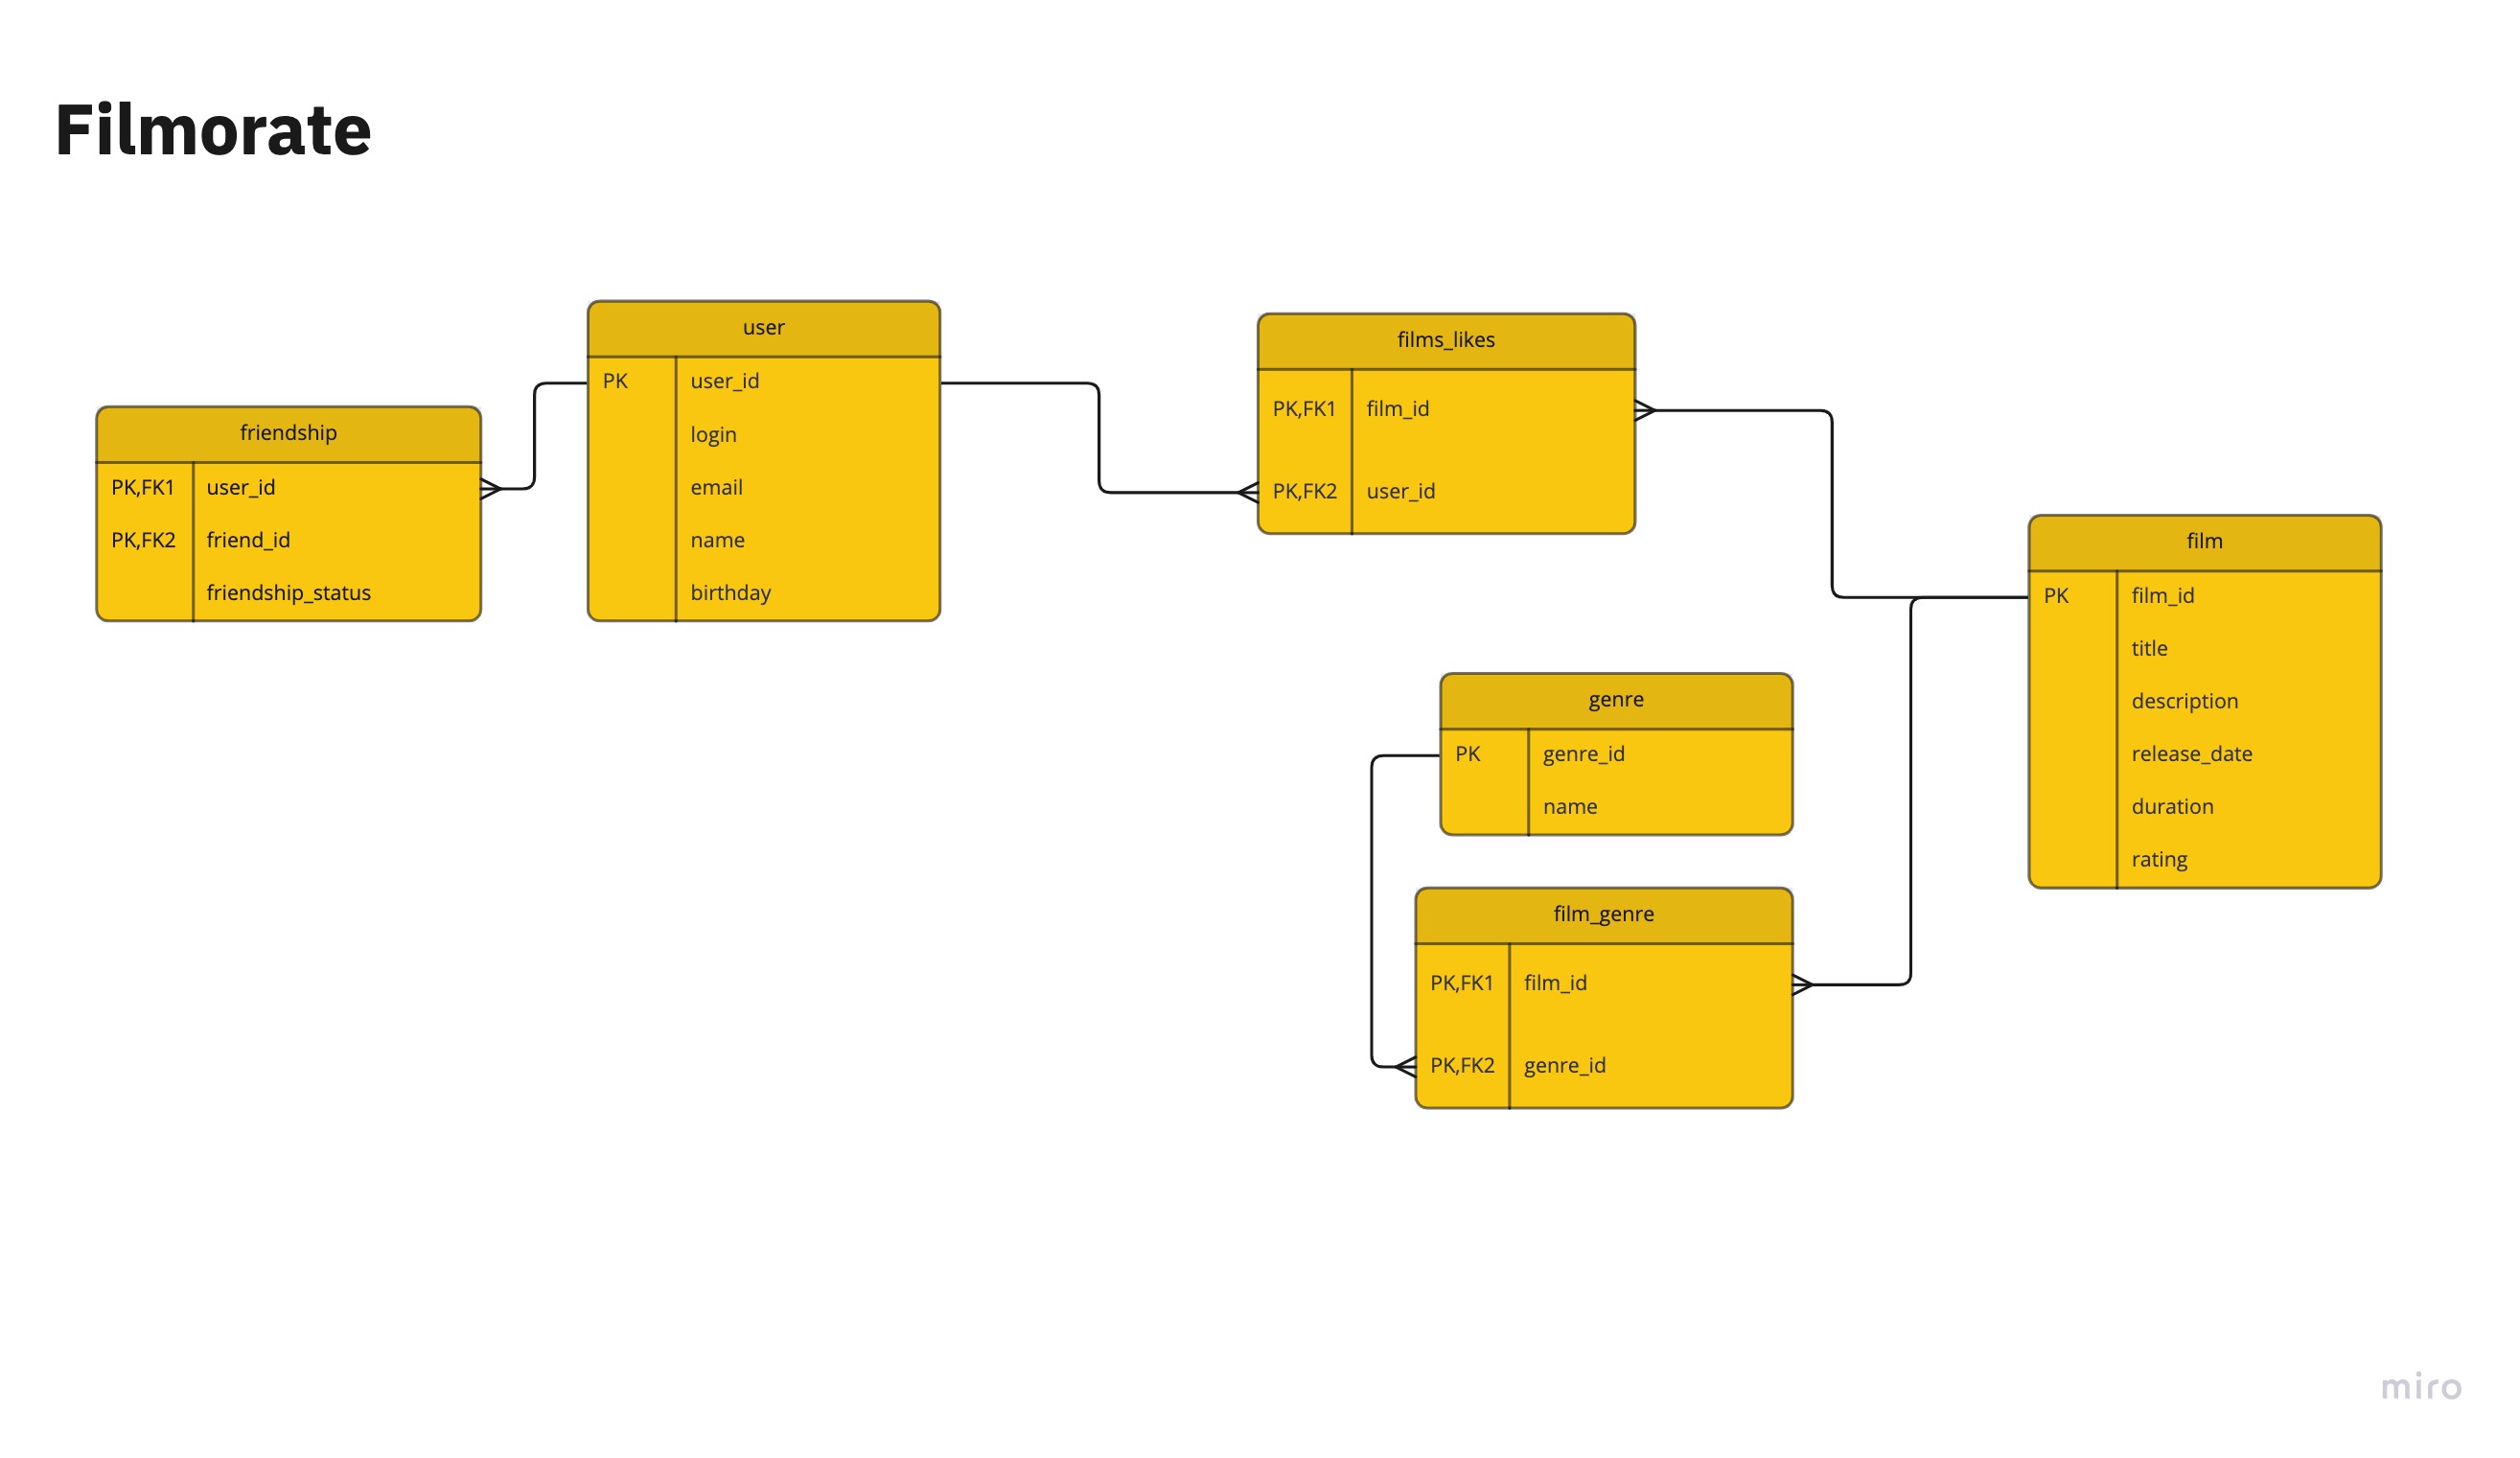 Filmorate
friendship
PK,FK1 user_id
PK,FK2 friend_id
friendship_status
user
PK user_id
login
email
name
birthday
films_likes
PK,FK1 film_id
PK,FK2 user_id
genre
PK genre_id
name
film_genre
PK,FK1 film_id
PK,FK2 genre_id
film
PK film_id
title
description
release_date
duration
rating
miro